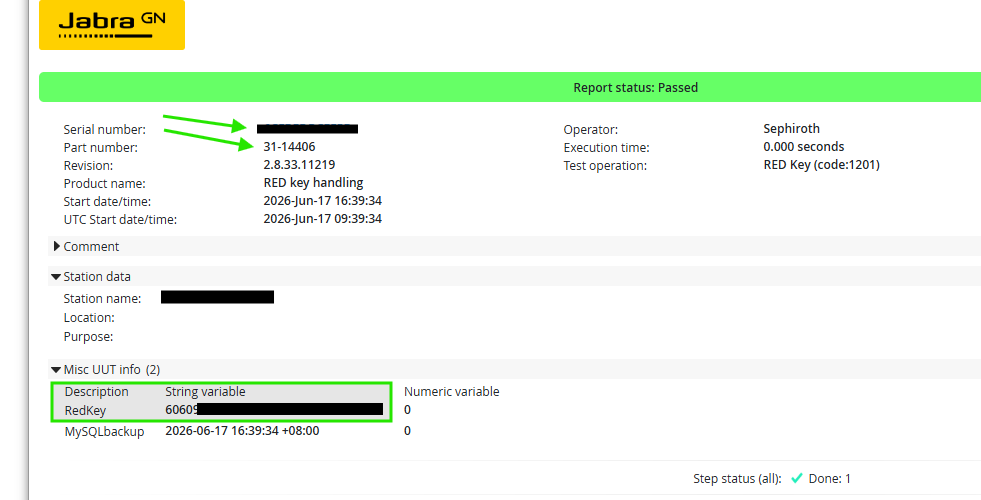 Jabra GN
Report status: Passed
Serial number:
Part number: 31-14406
Revision: 2.8.33.11219
Product name: RED key handling
Start date/time: 2026-Jun-17 16:39:34
UTC Start date/time: 2026-Jun-17 09:39:34
Operator: Sephiroth
Execution time: 0.000 seconds
Test operation: RED Key (code:1201)
Comment
Station data
Station name:
Location:
Purpose:
Misc UUT info (2)
Description String variable Numeric variable
RedKey 60609 0
MySQLbackup 2026-06-17 16:39:34 +08:00 0
Step status (all): Done: 1